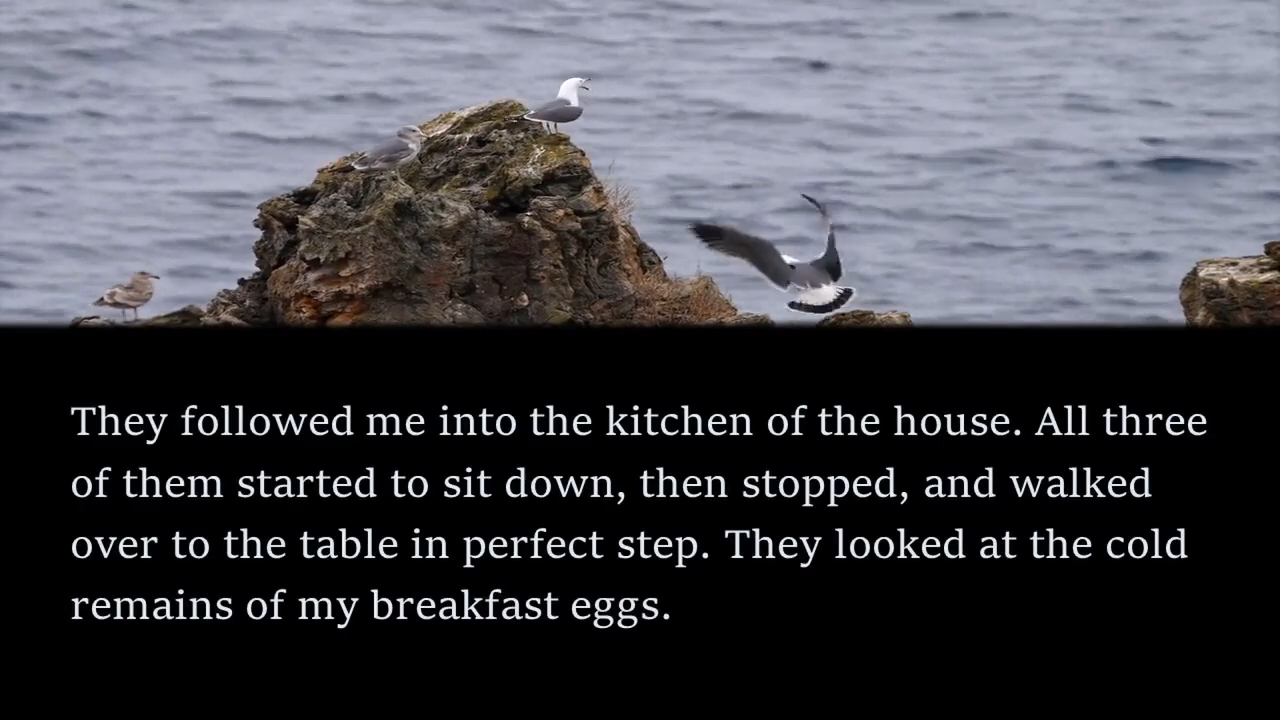 They followed me into the kitchen of the house. All three
of them started to sit down, then stopped, and walked
over to the table in perfect step. They looked at the cold
remains of my breakfast eggs.